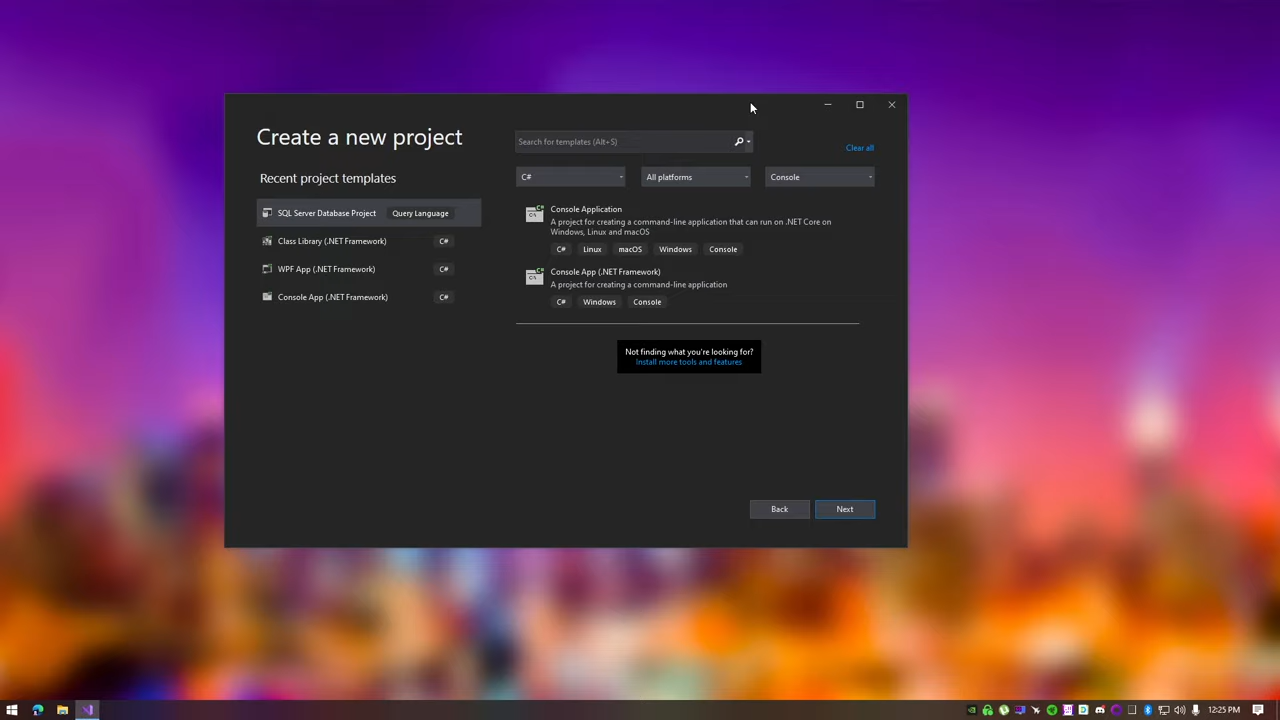 Create a new project
Search for templates (Alt+S)
Clear all
Recent project templates
C#
All platforms
Console
SQL Server Database Project
Query Language
Class Library (.NET Framework)
C#
WPF App (.NET Framework)
C#
Console App (.NET Framework)
C#
Console Application
A project for creating a command-line application that can run on .NET Core on
Windows, Linux and macOS
C# Linux macOS Windows Console
Console App (.NET Framework)
A project for creating a command-line application
C# Windows Console
Not finding what you're looking for?
Install more tools and features
Back
Next
12:25 PM